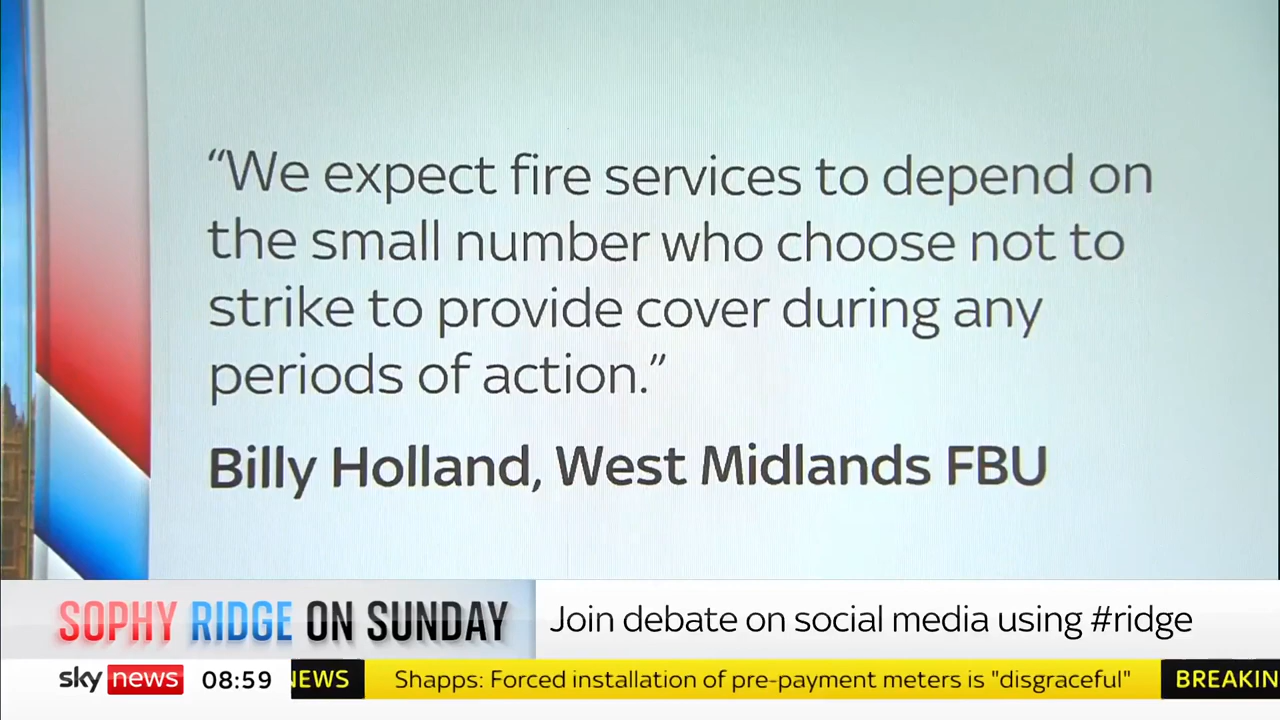 “We expect fire services to depend on
the small number who choose not to
strike to provide cover during any
periods of action.”
Billy Holland, West Midlands FBU
SOPHY RIDGE ON SUNDAY
Join debate on social media using #ridge
sky news 08:59 NEWS Shapps: Forced installation of pre-payment meters is "disgraceful" BREAKIN